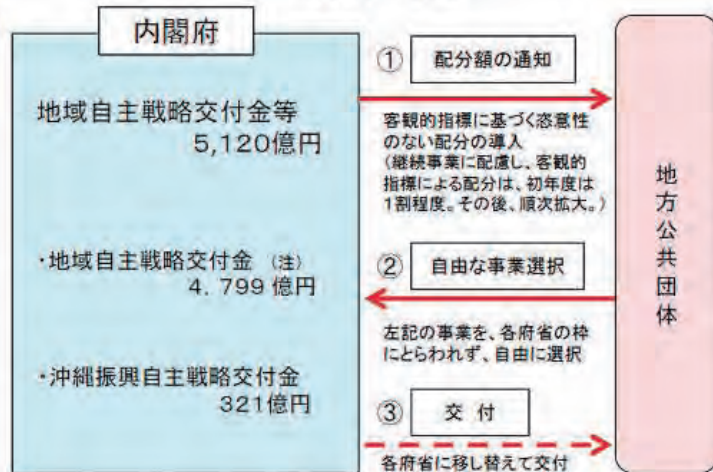 内閣府
地域自主戦略交付金等
5,120億円
・地域自主戦略交付金 (注)
4,799億円
・沖縄振興自主戦略交付金
321億円
① 配分額の通知
客観的指標に基づく恣意性
のない配分の導入
(継続事業に配慮し、客観的
指標による配分は、初年度は
1割程度。その後、順次拡大。)
② 自由な事業選択
左記の事業を、各府省の枠
にとらわれず、自由に選択
③ 交 付
各府省に移し替えて交付
地方公共団体